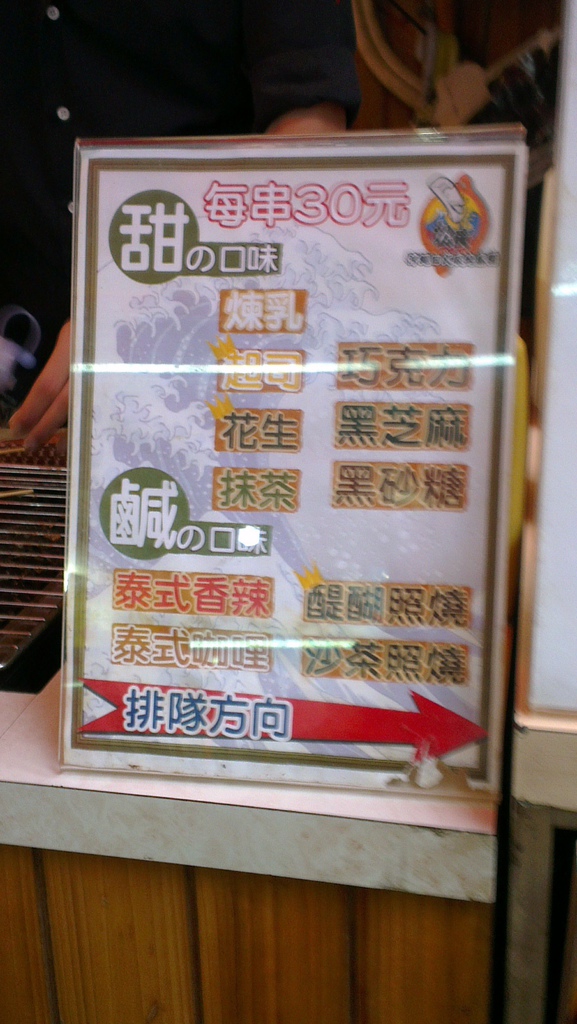 每串30元
甜の口味
煉乳
起司 巧克力
花生 黑芝麻
抹茶 黑砂糖
鹹の口味
泰式香辣 醍醐照燒
泰式咖哩 沙茶照燒
排隊方向